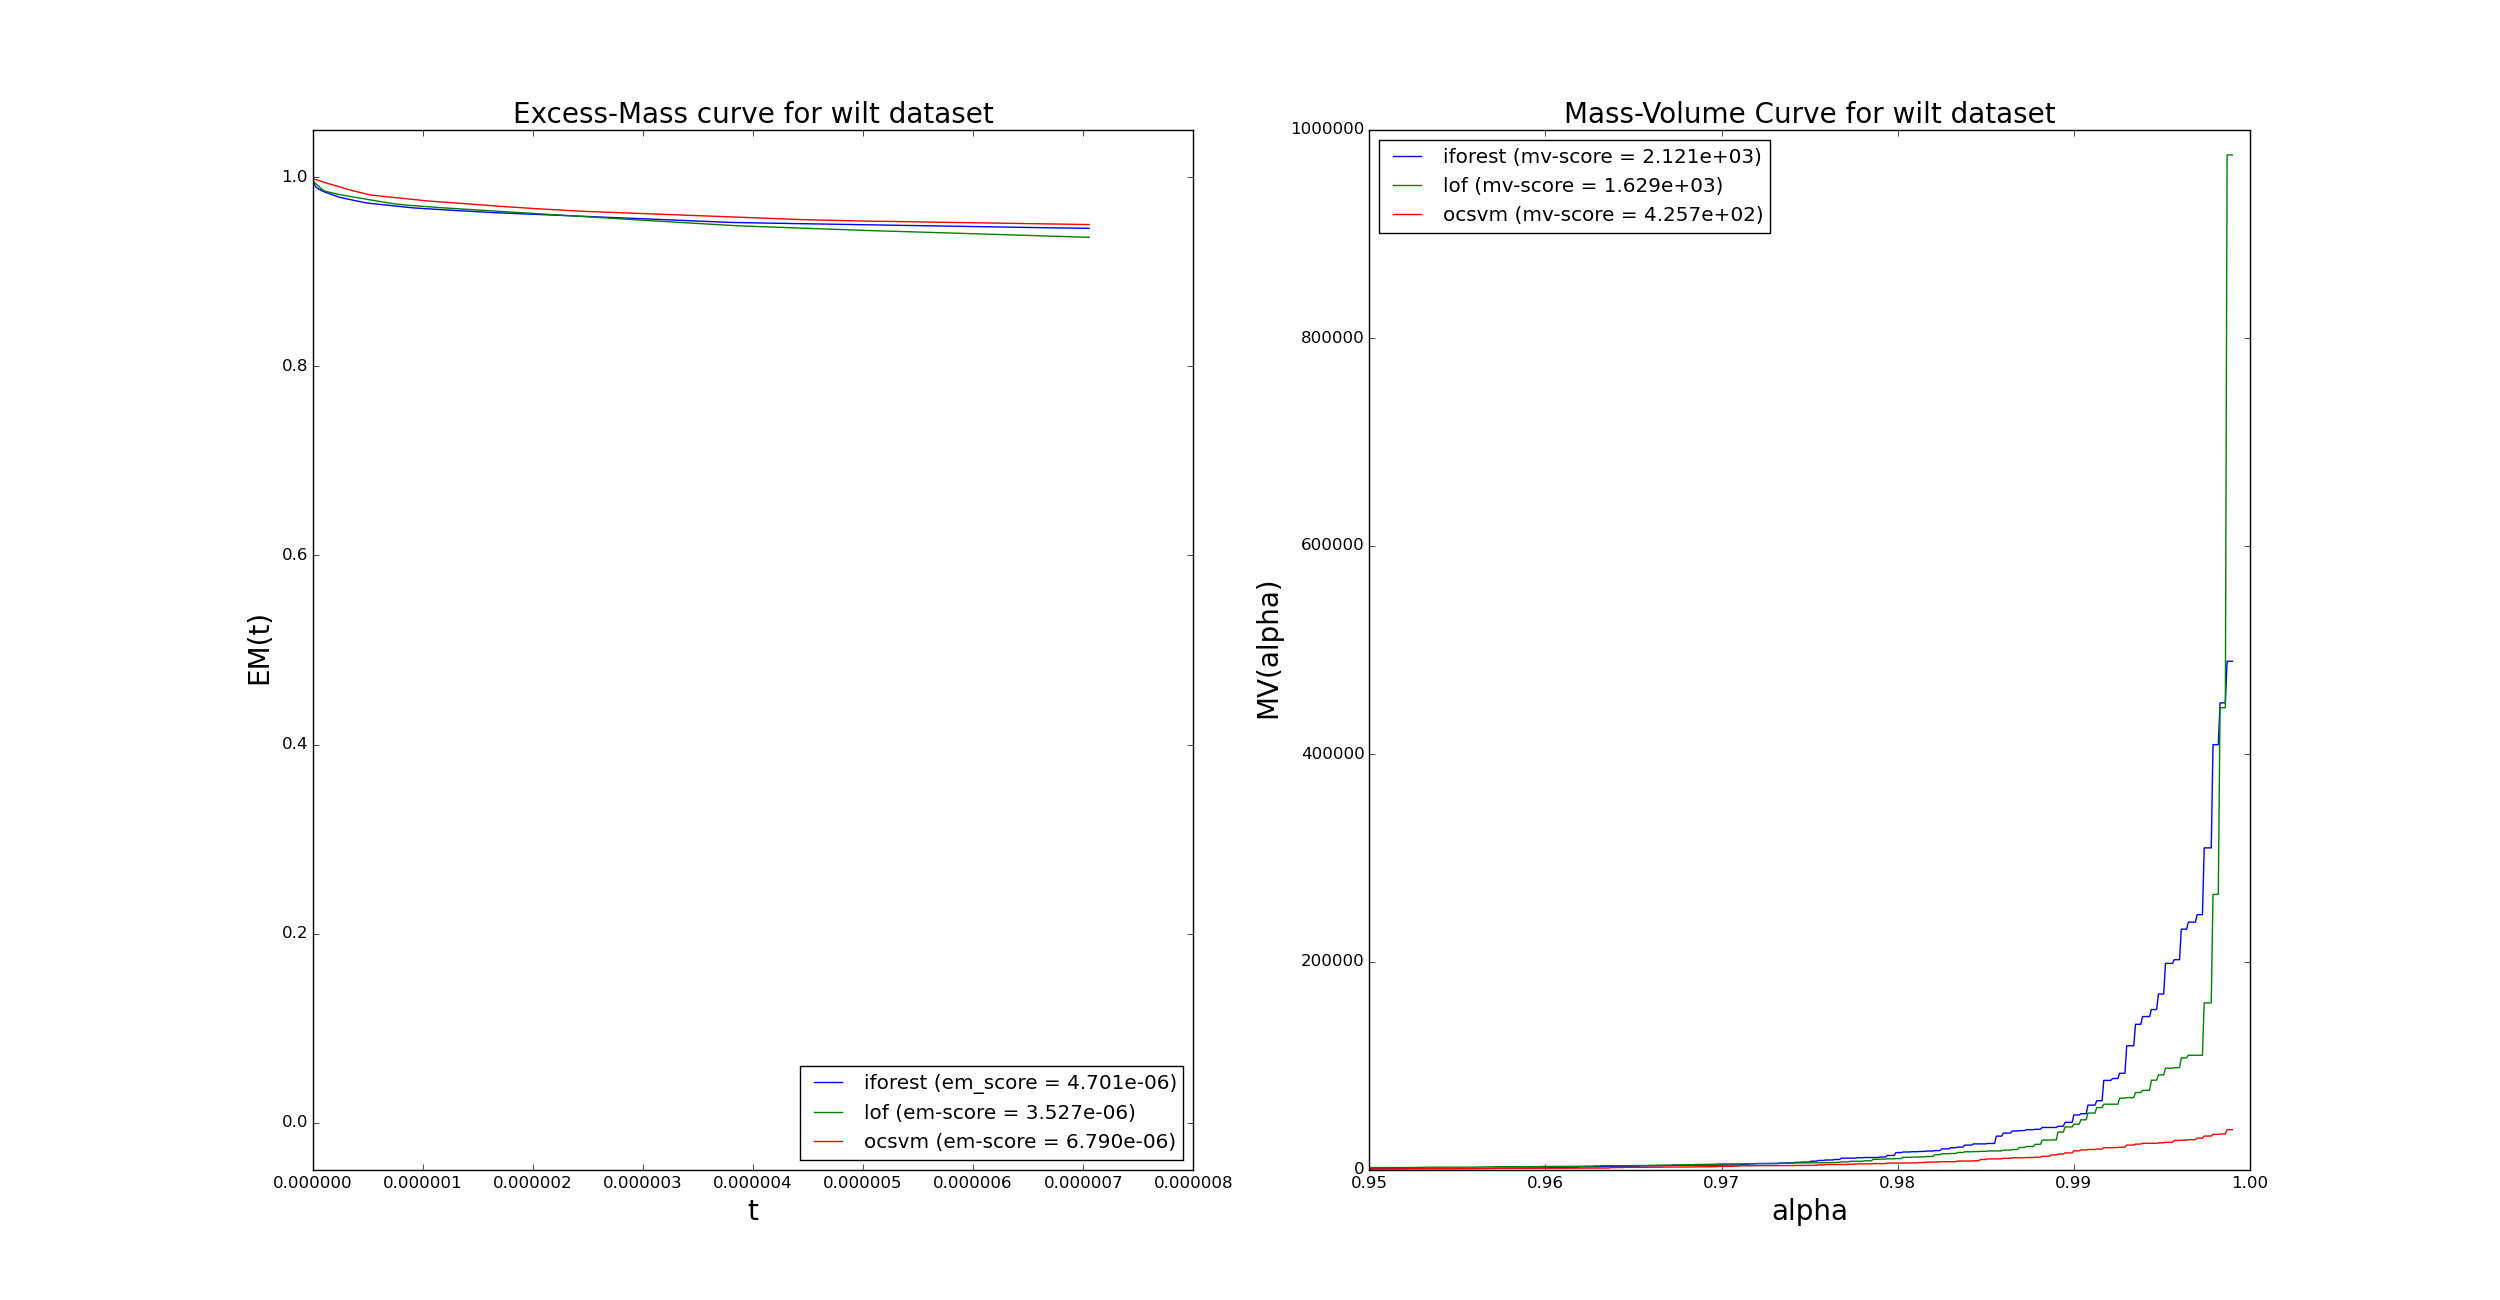 Excess-Mass curve for wilt dataset
1.0
0.8
0.6
0.4
0.2
0.0
EM(t)
iforest (em_score = 4.701e-06)
lof (em-score = 3.527e-06)
ocsvm (em-score = 6.790e-06)
0.000000 0.000001 0.000002 0.000003 0.000004 0.000005 0.000006 0.000007 0.000008
t
Mass-Volume Curve for wilt dataset
1000000
800000
600000
400000
200000
0
MV(alpha)
iforest (mv-score = 2.121e+03)
lof (mv-score = 1.629e+03)
ocsvm (mv-score = 4.257e+02)
0.95 0.96 0.97 0.98 0.99 1.00
alpha